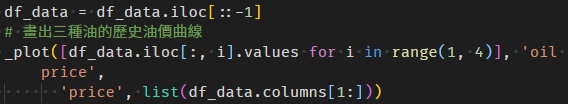 df_data = df_data.iloc[::-1]
# 畫出三種油的歷史油價曲線
_plot([df_data.iloc[:, i].values for i in range(1, 4)], 'oil
price',
'price', list(df_data.columns[1:]))